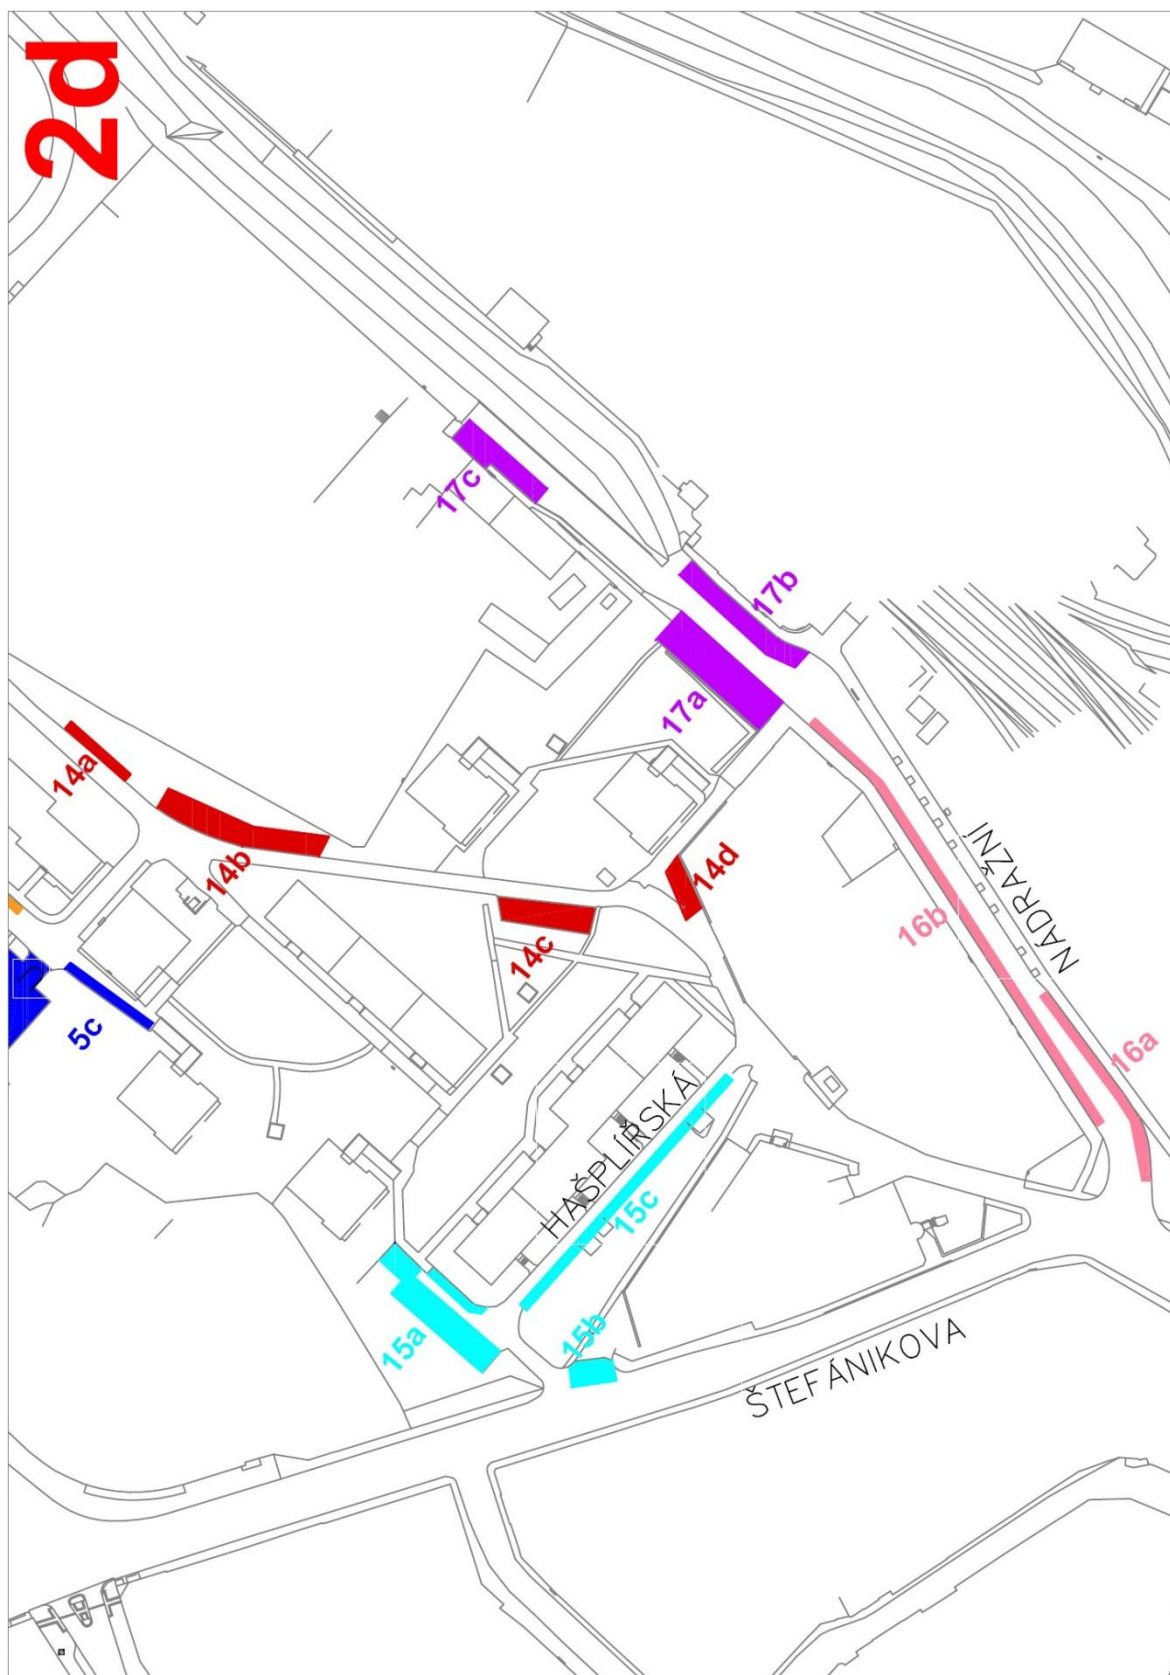 2d
17c
17b
17a
14a
14b
14d
14c
16b
NÁDRAŽNÍ
5c
16a
HAŠPLÍŘSKÁ
15c
15a
15b
ŠTEFÁNIKOVA